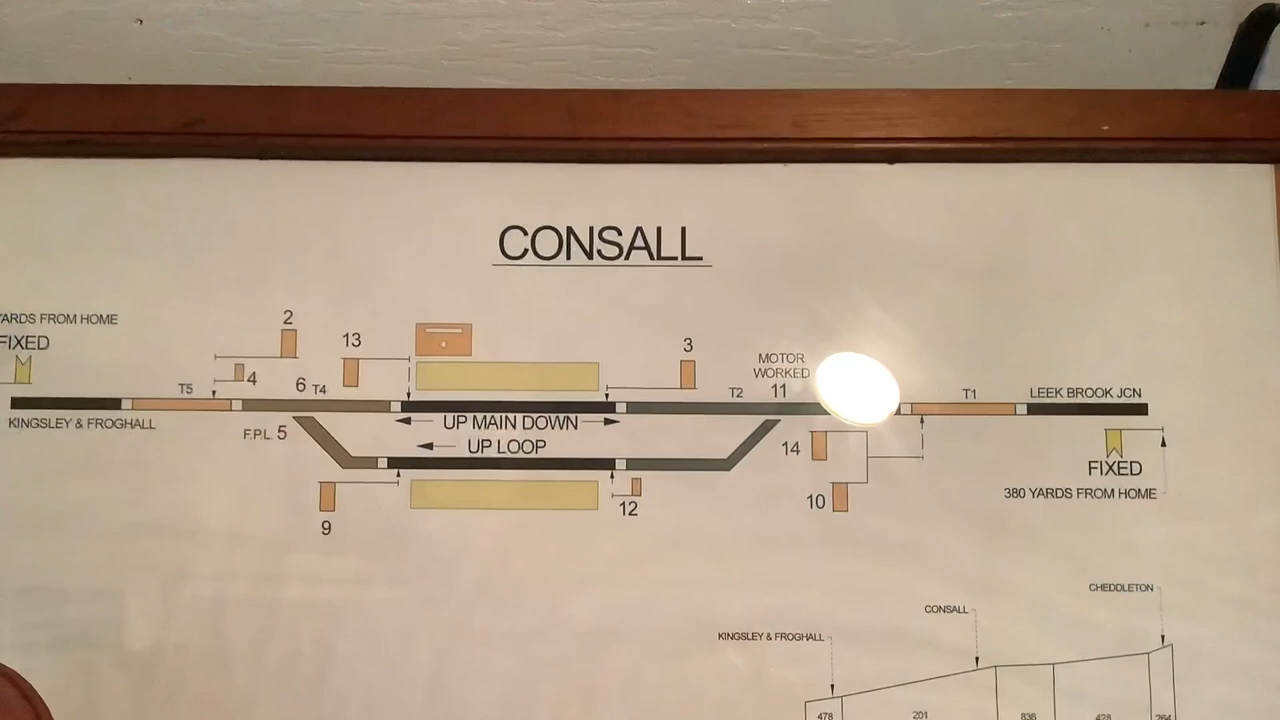 CONSALL
YARDS FROM HOME
FIXED
2
13
3
4
6 T4
T5
MOTOR
WORKED
11
T2
T1
LEEK BROOK JCN
KINGSLEY & FROGHALL
F.P.L. 5
UP MAIN DOWN
UP LOOP
14
10
9
12
FIXED
380 YARDS FROM HOME
CHEDDLETON
CONSALL
KINGSLEY & FROGHALL
478 201 836 428 264